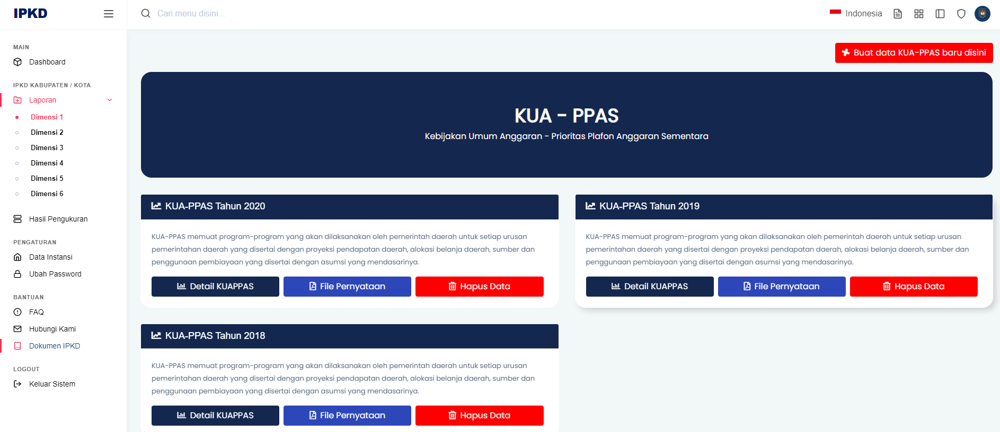 IPKD
Cari menu disini...
Indonesia
MAIN
Dashboard
IPKD KABUPATEN / KOTA
Laporan
Dimensi 1
Dimensi 2
Dimensi 3
Dimensi 4
Dimensi 5
Dimensi 6
Hasil Pengukuran
PENGATURAN
Data Instansi
Ubah Password
BANTUAN
FAQ
Hubungi Kami
Dokumen IPKD
LOGOUT
Keluar Sistem
Buat data KUA-PPAS baru disini
KUA - PPAS
Kebijakan Umum Anggaran - Prioritas Plafon Anggaran Sementara
KUA-PPAS Tahun 2020
KUA-PPAS memuat program-program yang akan dilaksanakan oleh pemerintah daerah untuk setiap urusan
pemerintahan daerah yang disertai dengan proyeksi pendapatan daerah, alokasi belanja daerah, sumber dan
penggunaan pembiayaan yang disertai dengan asumsi yang mendasarinya.
Detail KUAPPAS
File Pernyataan
Hapus Data
KUA-PPAS Tahun 2019
KUA-PPAS memuat program-program yang akan dilaksanakan oleh pemerintah daerah untuk setiap urusan
pemerintahan daerah yang disertai dengan proyeksi pendapatan daerah, alokasi belanja daerah, sumber dan
penggunaan pembiayaan yang disertai dengan asumsi yang mendasarinya.
Detail KUAPPAS
File Pernyataan
Hapus Data
KUA-PPAS Tahun 2018
KUA-PPAS memuat program-program yang akan dilaksanakan oleh pemerintah daerah untuk setiap urusan
pemerintahan daerah yang disertai dengan proyeksi pendapatan daerah, alokasi belanja daerah, sumber dan
penggunaan pembiayaan yang disertai dengan asumsi yang mendasarinya.
Detail KUAPPAS
File Pernyataan
Hapus Data